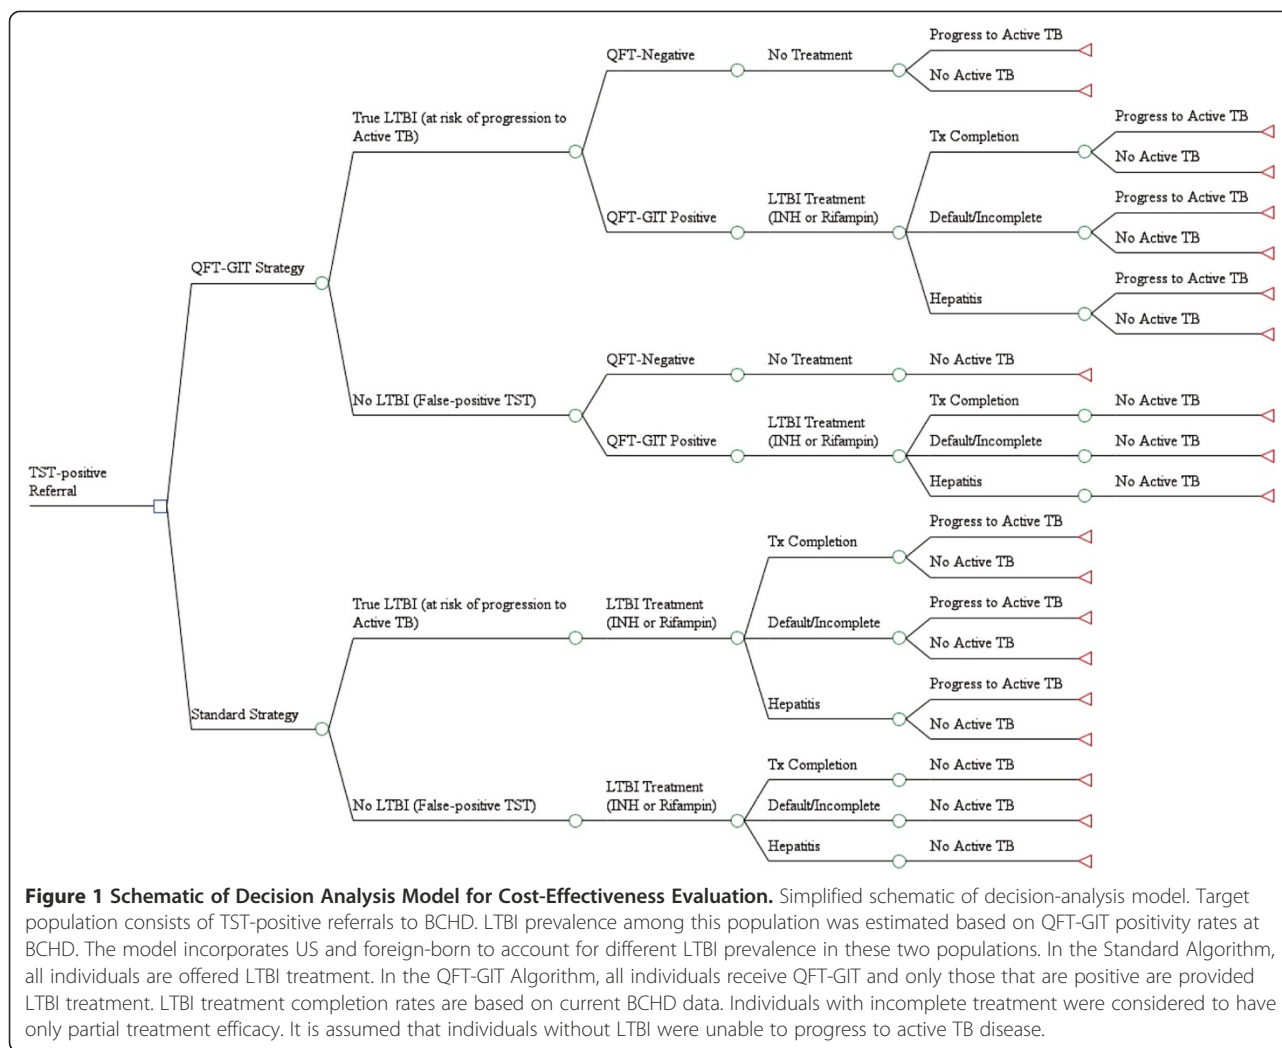 Progress to Active TB
QFT-Negative
No Treatment
No Active TB
True LTBI (at risk of progression to
Active TB)
Progress to Active TB
Tx Completion
No Active TB
LTBI Treatment
Progress to Active TB
QFT-GIT Positive
(INH or Rifampin)
Default/Incomplete
No Active TB
QFT-GIT Strategy
Progress to Active TB
Hepatitis
No Active TB
QFT-Negative
No Treatment
No Active TB
No LTBI (False-positive TST)
Tx Completion
No Active TB
LTBI Treatment
QFT-GIT Positive
(INH or Rifampin)
Default/Incomplete
No Active TB
TST-positive
Referral
Hepatitis
No Active TB
Progress to Active TB
Tx Completion
No Active TB
True LTBI (at risk of progression to
Active TB)
LTBI Treatment
(INH or Rifampin)
Progress to Active TB
Default/Incomplete
No Active TB
Progress to Active TB
Hepatitis
Standard Strategy
No Active TB
Tx Completion
No Active TB
LTBI Treatment
No LTBI (False-positive TST)
(INH or Rifampin)
Default/Incomplete
No Active TB
Hepatitis
No Active TB
Figure 1 Schematic of Decision Analysis Model for Cost-Effectiveness Evaluation. Simplified schematic of decision-analysis model. Target
population consists of TST-positive referrals to BCHD. LTBI prevalence among this population was estimated based on QFT-GIT positivity rates at
BCHD. The model incorporates US and foreign-born to account for different LTBI prevalence in these two populations. In the Standard Algorithm,
all individuals are offered LTBI treatment. In the QFT-GIT Algorithm, all individuals receive QFT-GIT and only those that are positive are provided
LTBI treatment. LTBI treatment completion rates are based on current BCHD data. Individuals with incomplete treatment were considered to have
only partial treatment efficacy. It is assumed that individuals without LTBI were unable to progress to active TB disease.